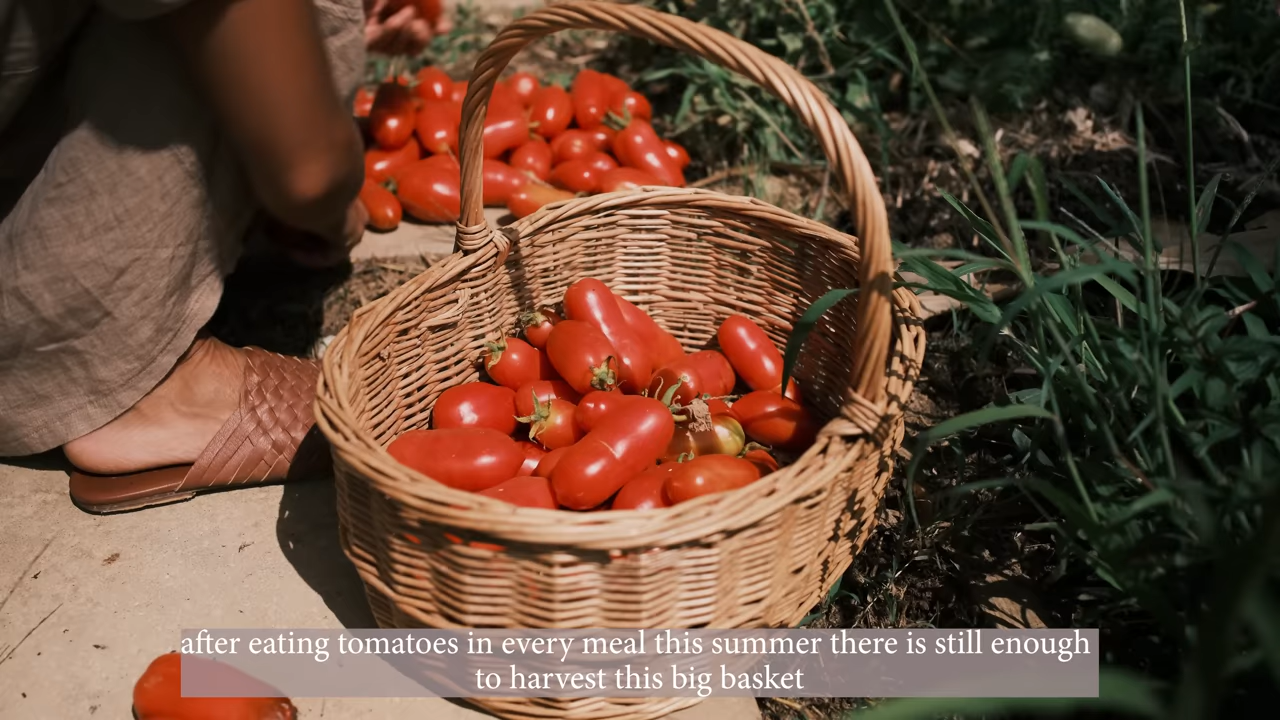 after eating tomatoes in every meal this summer there is still enough
to harvest this big basket